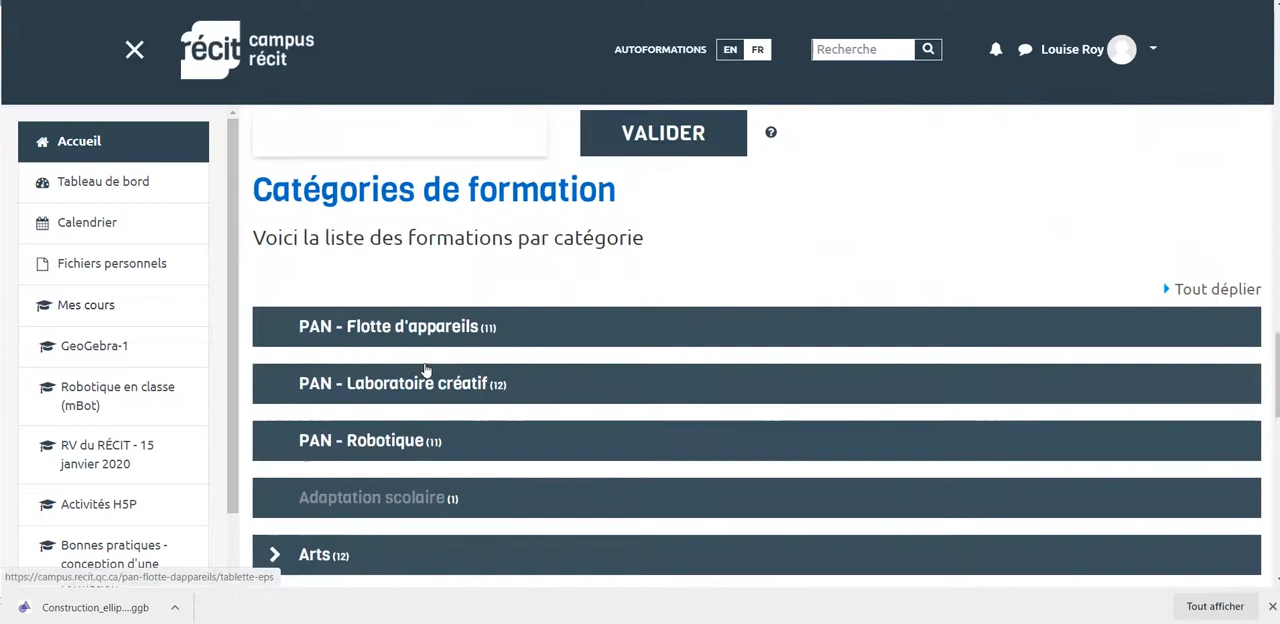 récit campus récit
AUTOFORMATIONS EN FR Recherche Louise Roy
Accueil
Tableau de bord
Calendrier
Fichiers personnels
Mes cours
GeoGebra-1
Robotique en classe
(mBot)
RV du RÉCIT - 15
janvier 2020
Activités H5P
Bonnes pratiques -
conception d'une
VALIDER
Catégories de formation
Voici la liste des formations par catégorie
Tout déplier
PAN - Flotte d'appareils (11)
PAN - Laboratoire créatif (12)
PAN - Robotique (11)
Adaptation scolaire (1)
Arts (12)
https://campus.recit.qc.ca/pan-flotte-dappareils/tablette-eps
Construction_ellip....ggb
Tout afficher